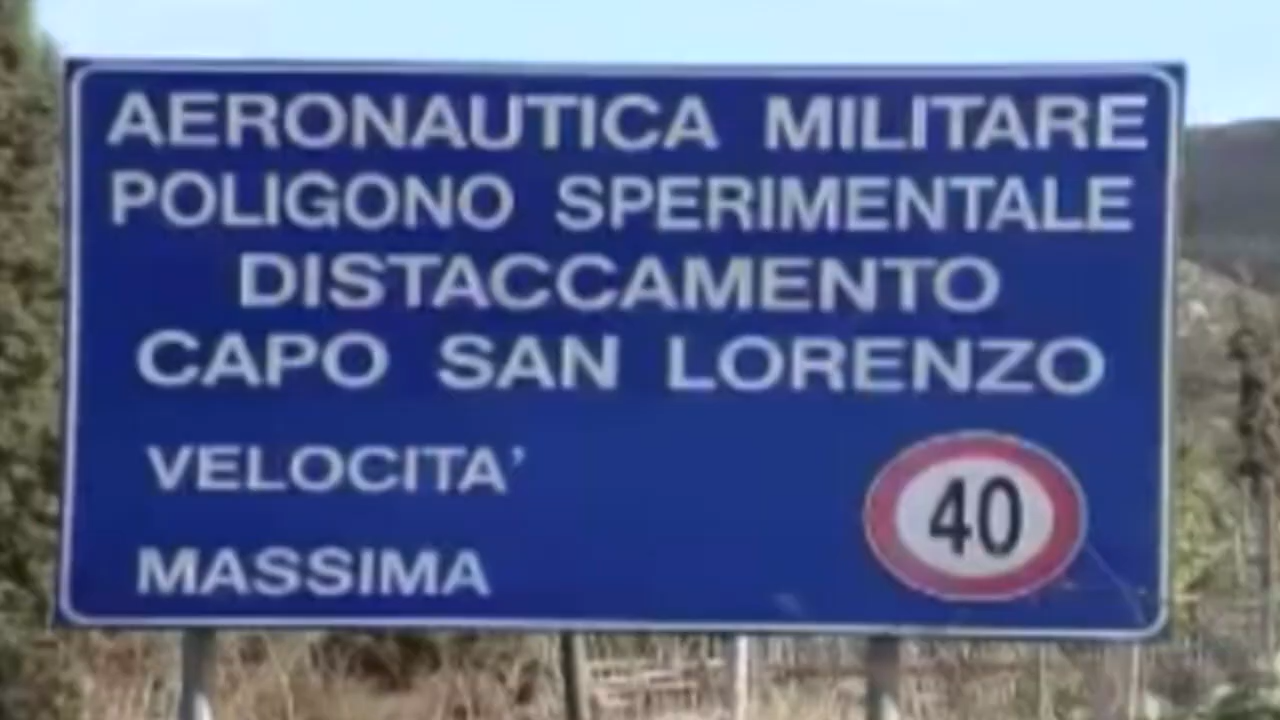 AERONAUTICA MILITARE
POLIGONO SPERIMENTALE
DISTACCAMENTO
CAPO SAN LORENZO
VELOCITA'
40
MASSIMA